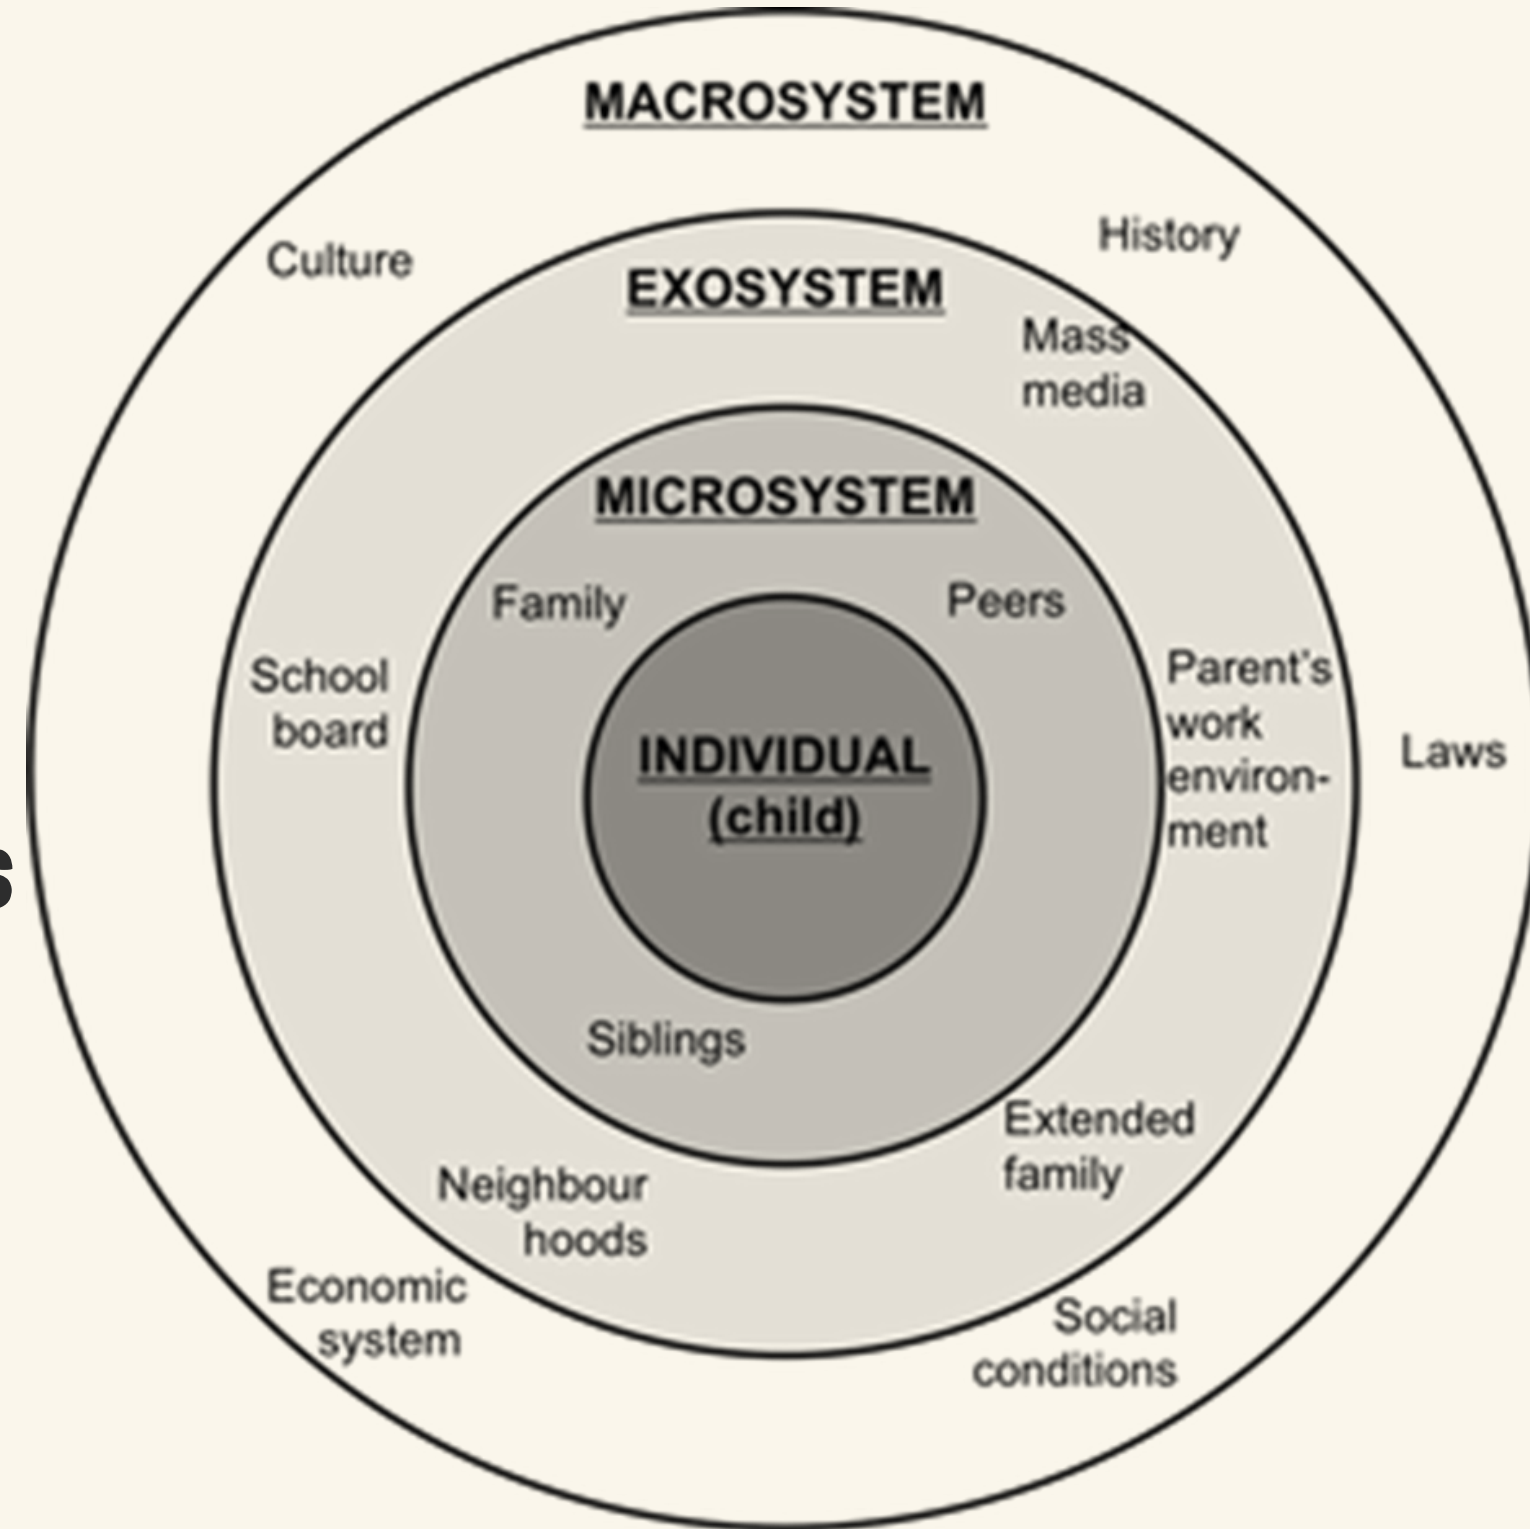 MACROSYSTEM
Culture
History
EXOSYSTEM
Mass
media
MICROSYSTEM
Family
Peers
School
board
INDIVIDUAL
(child)
Parent's
work
environ-
ment
Laws
Siblings
Extended
family
Neighbour
hoods
Economic
system
Social
conditions
s